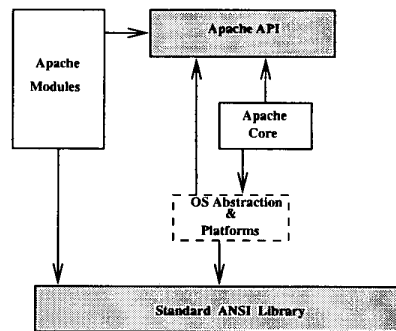 Apache API
Apache
Modules
Apache
Core
OS Abstraction
&
Platforms
Standard ANSI Library